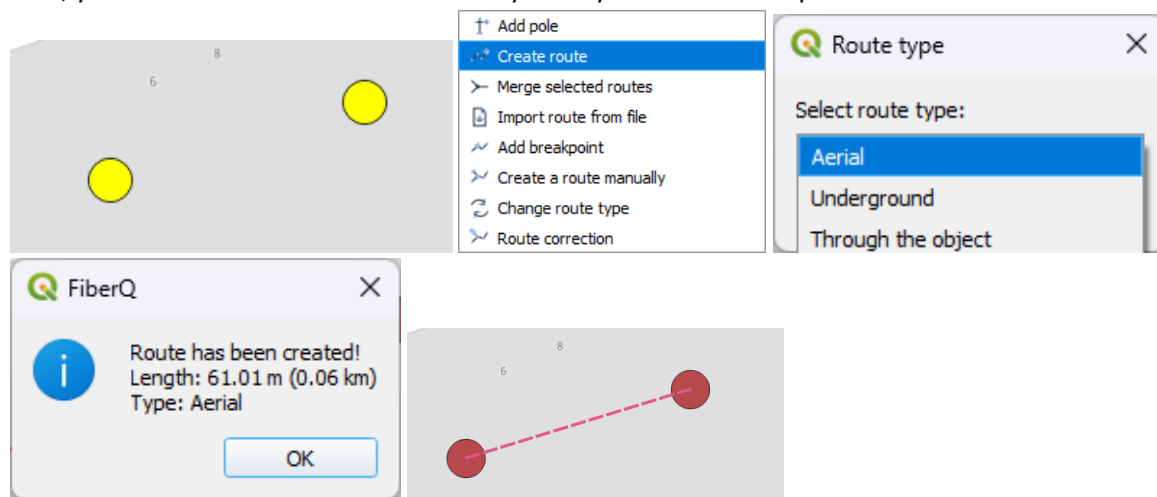 8
6
Add pole
Create route
Merge selected routes
Import route from file
Add breakpoint
Create a route manually
Change route type
Route correction
Route type
Select route type:
Aerial
Underground
Through the object
FiberQ
Route has been created!
Length: 61.01 m (0.06 km)
Type: Aerial
OK
8
6